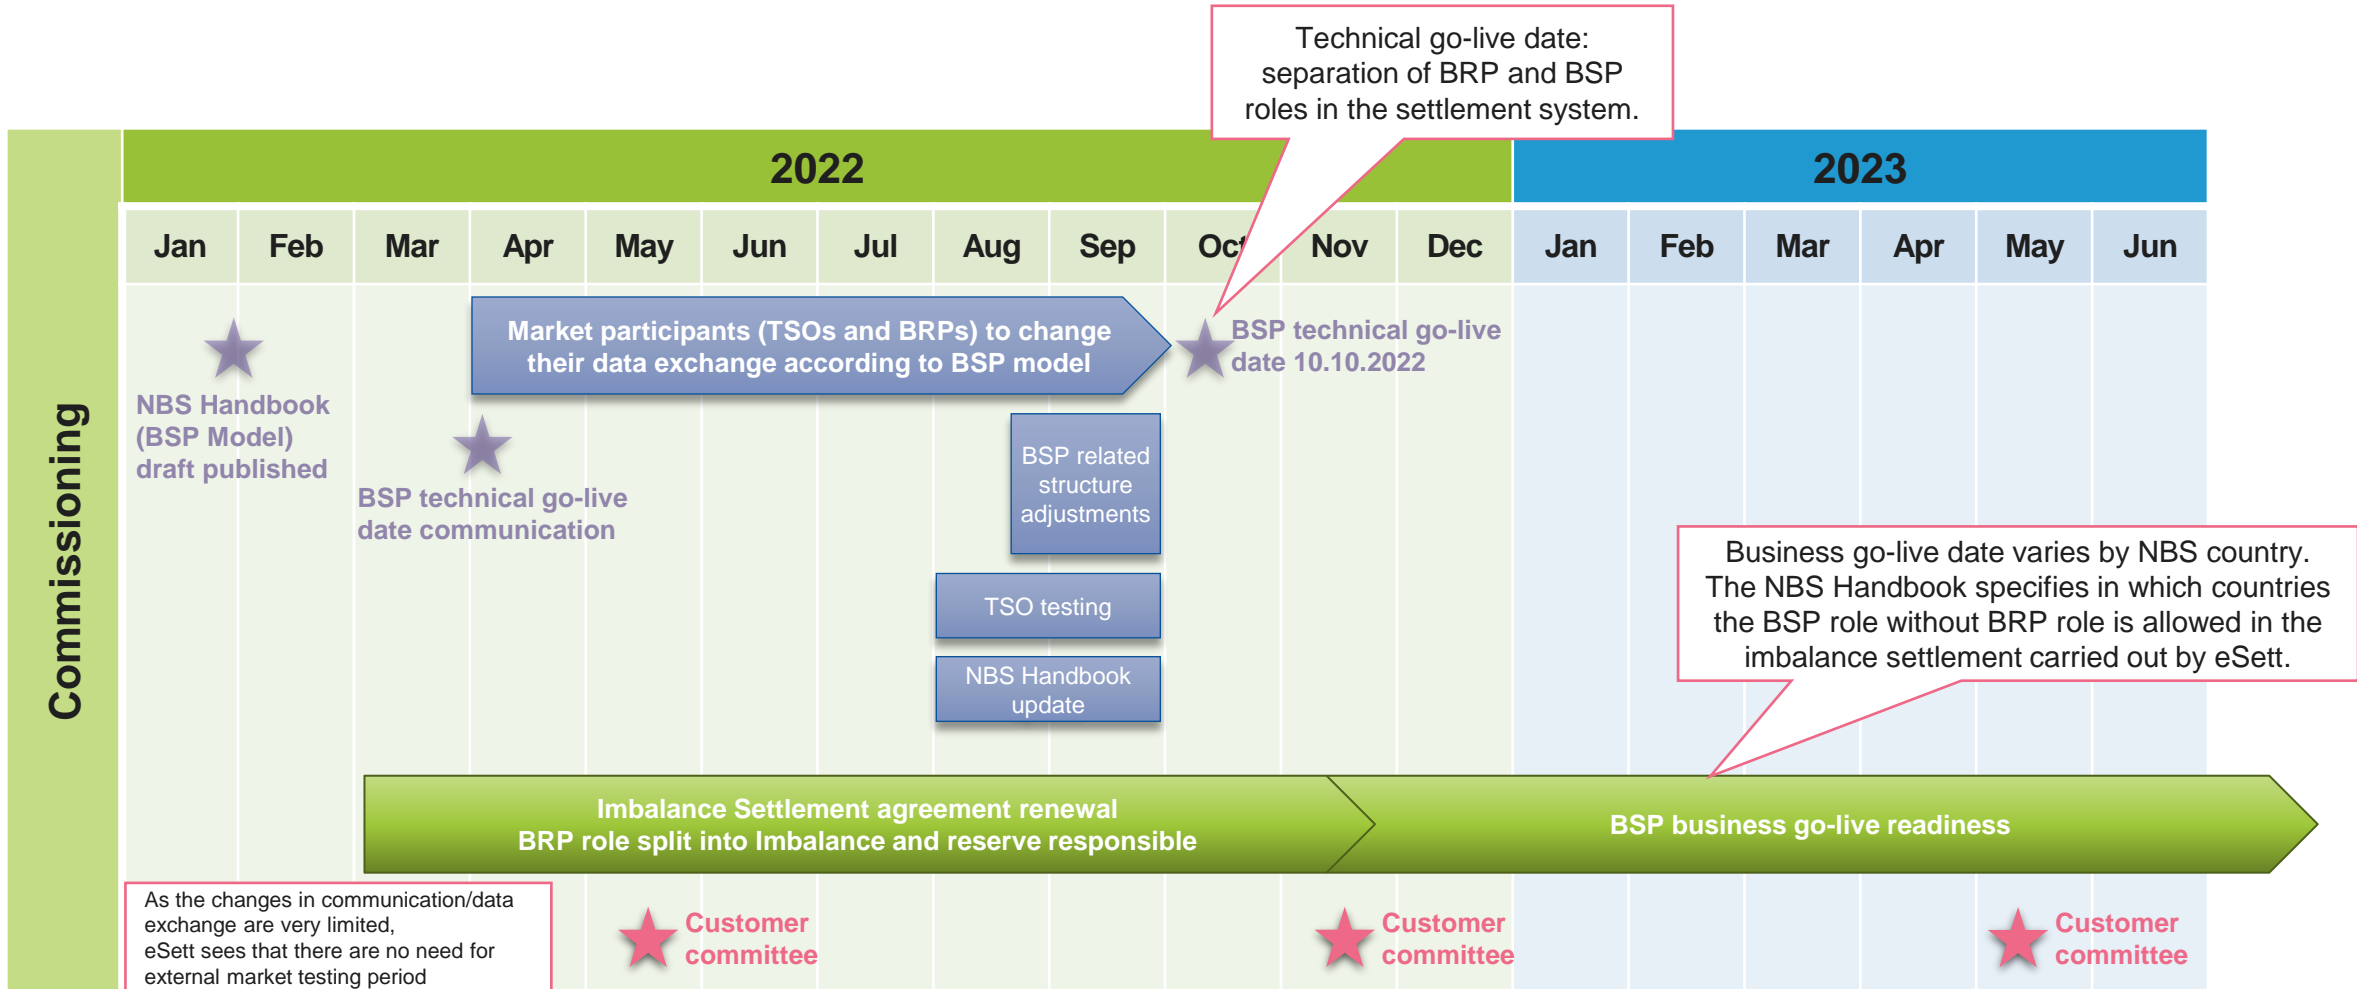 Technical go-live date:
separation of BRP and BSP
roles in the settlement system.
2022
2023
Jan
Feb
Mar
Apr
May
Jun
Jul
Aug
Sep
Oct
Nov
Dec
Jan
Feb
Mar
Apr
May
Jun
Commissioning
Market participants (TSOs and BRPs) to change
their data exchange according to BSP model
BSP technical go-live
date 10.10.2022
NBS Handbook
(BSP Model)
draft published
BSP technical go-live
date communication
BSP related
structure
adjustments
TSO testing
NBS Handbook
update
Business go-live date varies by NBS country.
The NBS Handbook specifies in which countries
the BSP role without BRP role is allowed in the
imbalance settlement carried out by eSett.
Imbalance Settlement agreement renewal
BRP role split into Imbalance and reserve responsible
BSP business go-live readiness
As the changes in communication/data
exchange are very limited,
eSett sees that there are no need for
external market testing period
Customer
committee
Customer
committee
Customer
committee